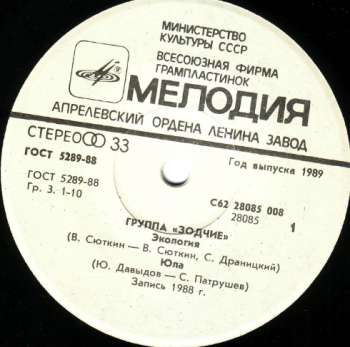 МИНИСТЕРСТВО
КУЛЬТУРЫ СССР
ВСЕСОЮЗНАЯ ФИРМА
ГРАМПЛАСТИНОК
МЕЛОДИЯ
АПРЕЛЕВСКИЙ ОРДЕНА ЛЕНИНА ЗАВОД
СТЕРЕО 33
ГОСТ 5289-88
Год выпуска 1989
ГОСТ 5289-88
Гр. 3. 1-10
С62 28085 008
28085
1
ГРУППА «ЗОДЧИЕ»
Экология
(В. Сюткин — В. Сюткин, С. Драницкий)
Юла
(Ю. Давыдов — С. Патрушев)
Запись 1988 г.